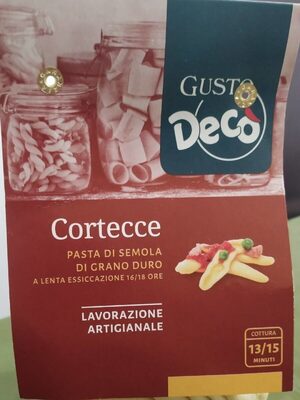 GUSTO
Decò
Cortecce
PASTA DI SEMOLA
DI GRANO DURO
A LENTA ESSICCAZIONE 16/18 ORE
LAVORAZIONE
ARTIGIANALE
COTTURA
13/15
MINUTI